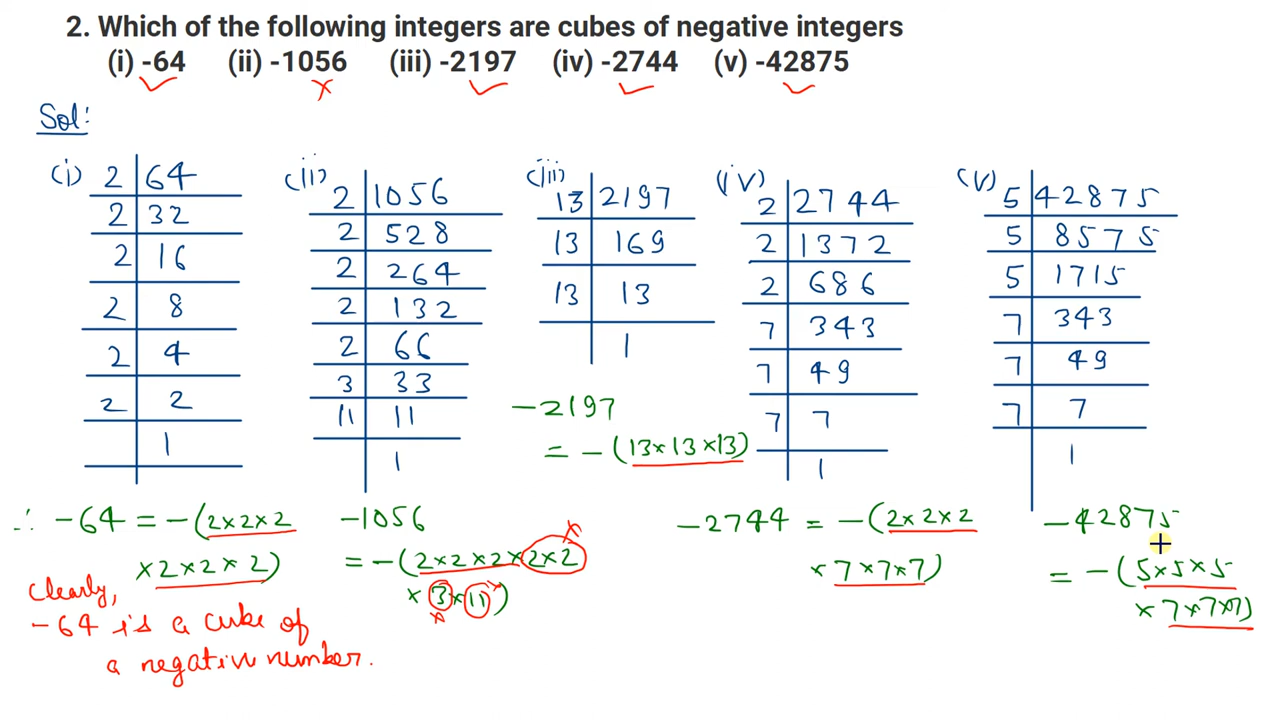 2. Which of the following integers are cubes of negative integers
(i) -64 (ii) -1056 (iii) -2197 (iv) -2744 (v) -42875
Sol:
(i)
2 | 64
2 | 32
2 | 16
2 | 8
2 | 4
2 | 2
1
∴ -64 = -(2×2×2
×2×2×2)
Clearly,
-64 is a cube of
a negative number.
(ii)
2 | 1056
2 | 528
2 | 264
2 | 132
2 | 66
3 | 33
11 | 11
1
-1056
= -(2×2×2×2×2
×3×11)
(iii)
13 | 2197
13 | 169
13 | 13
1
-2197
= -(13×13×13)
(iv)
2 | 2744
2 | 1372
2 | 686
7 | 343
7 | 49
7 | 7
1
-2744 = -(2×2×2
×7×7×7)
(v)
5 | 42875
5 | 8575
5 | 1715
7 | 343
7 | 49
7 | 7
1
-42875
= -(5×5×5
×7×7×7)